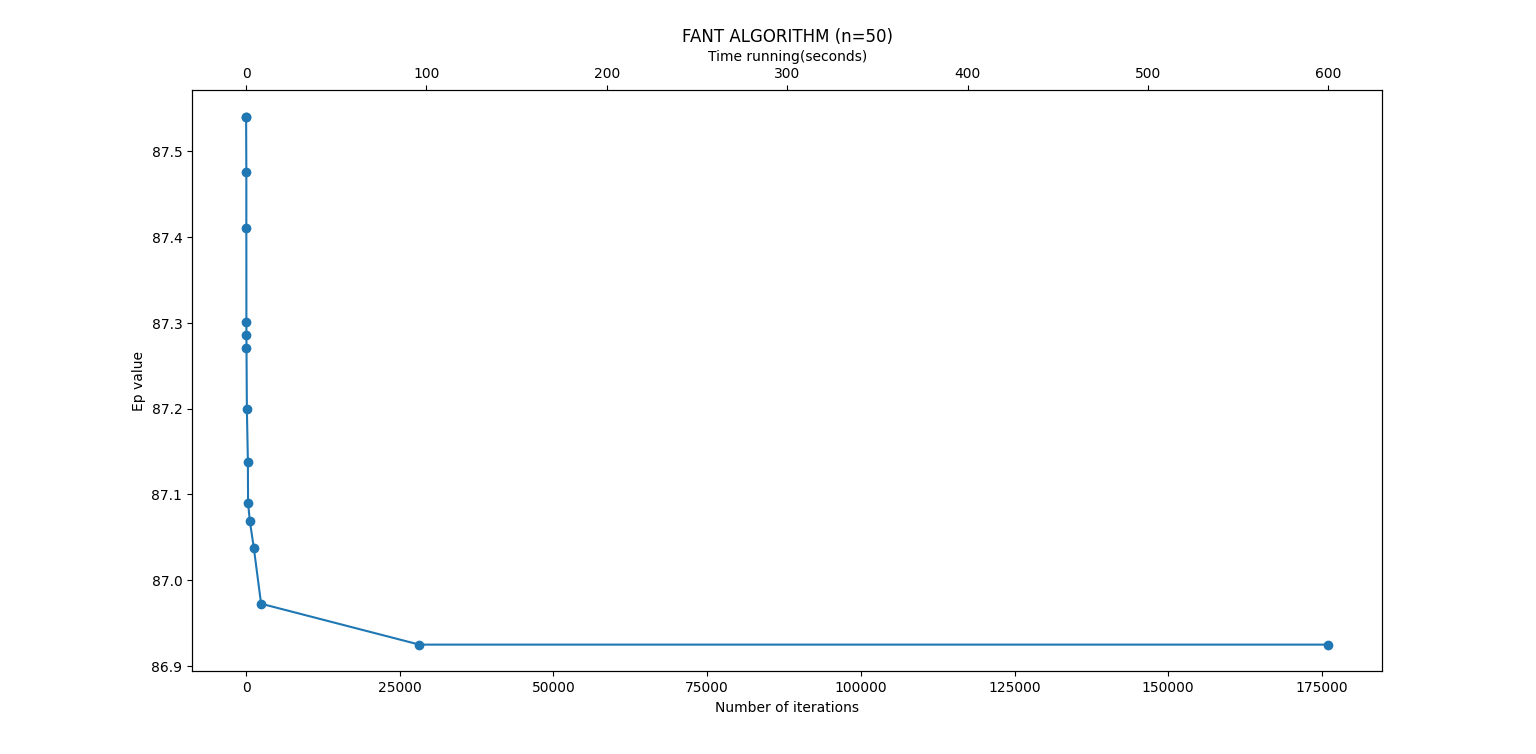 FANT ALGORITHM (n=50)
Time running(seconds)
0 100 200 300 400 500 600
87.5
87.4
87.3
87.2
87.1
87.0
86.9
Ep value
0 25000 50000 75000 100000 125000 150000 175000
Number of iterations